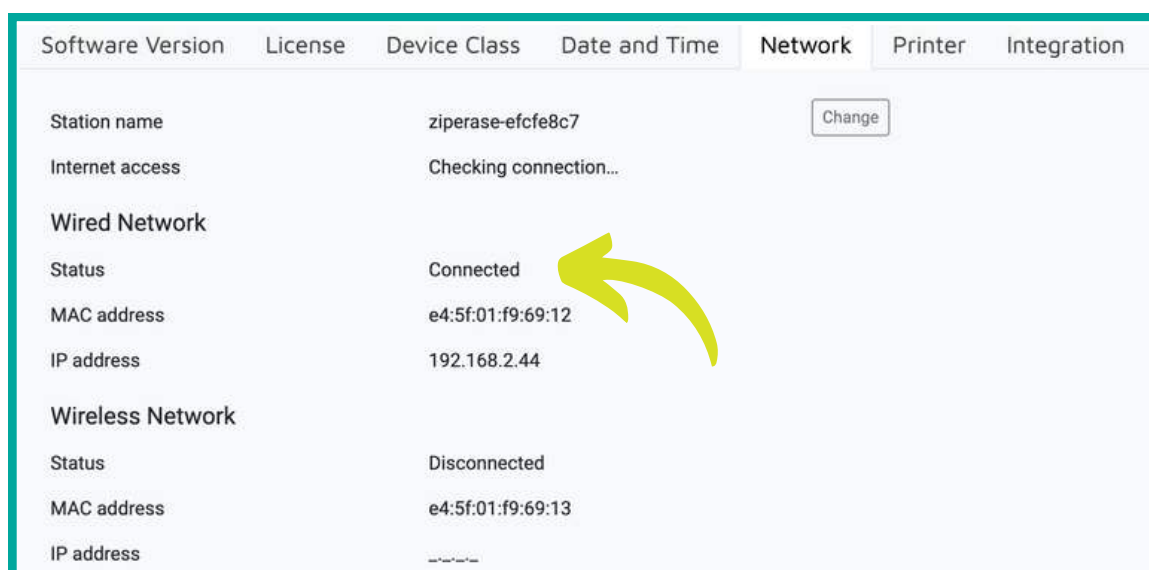 Software Version License Device Class Date and Time Network Printer Integration
Station name ziperase-efcfe8c7 Change
Internet access Checking connection...
Wired Network
Status Connected
MAC address e4:5f:01:f9:69:12
IP address 192.168.2.44
Wireless Network
Status Disconnected
MAC address e4:5f:01:f9:69:13
IP address _._._._